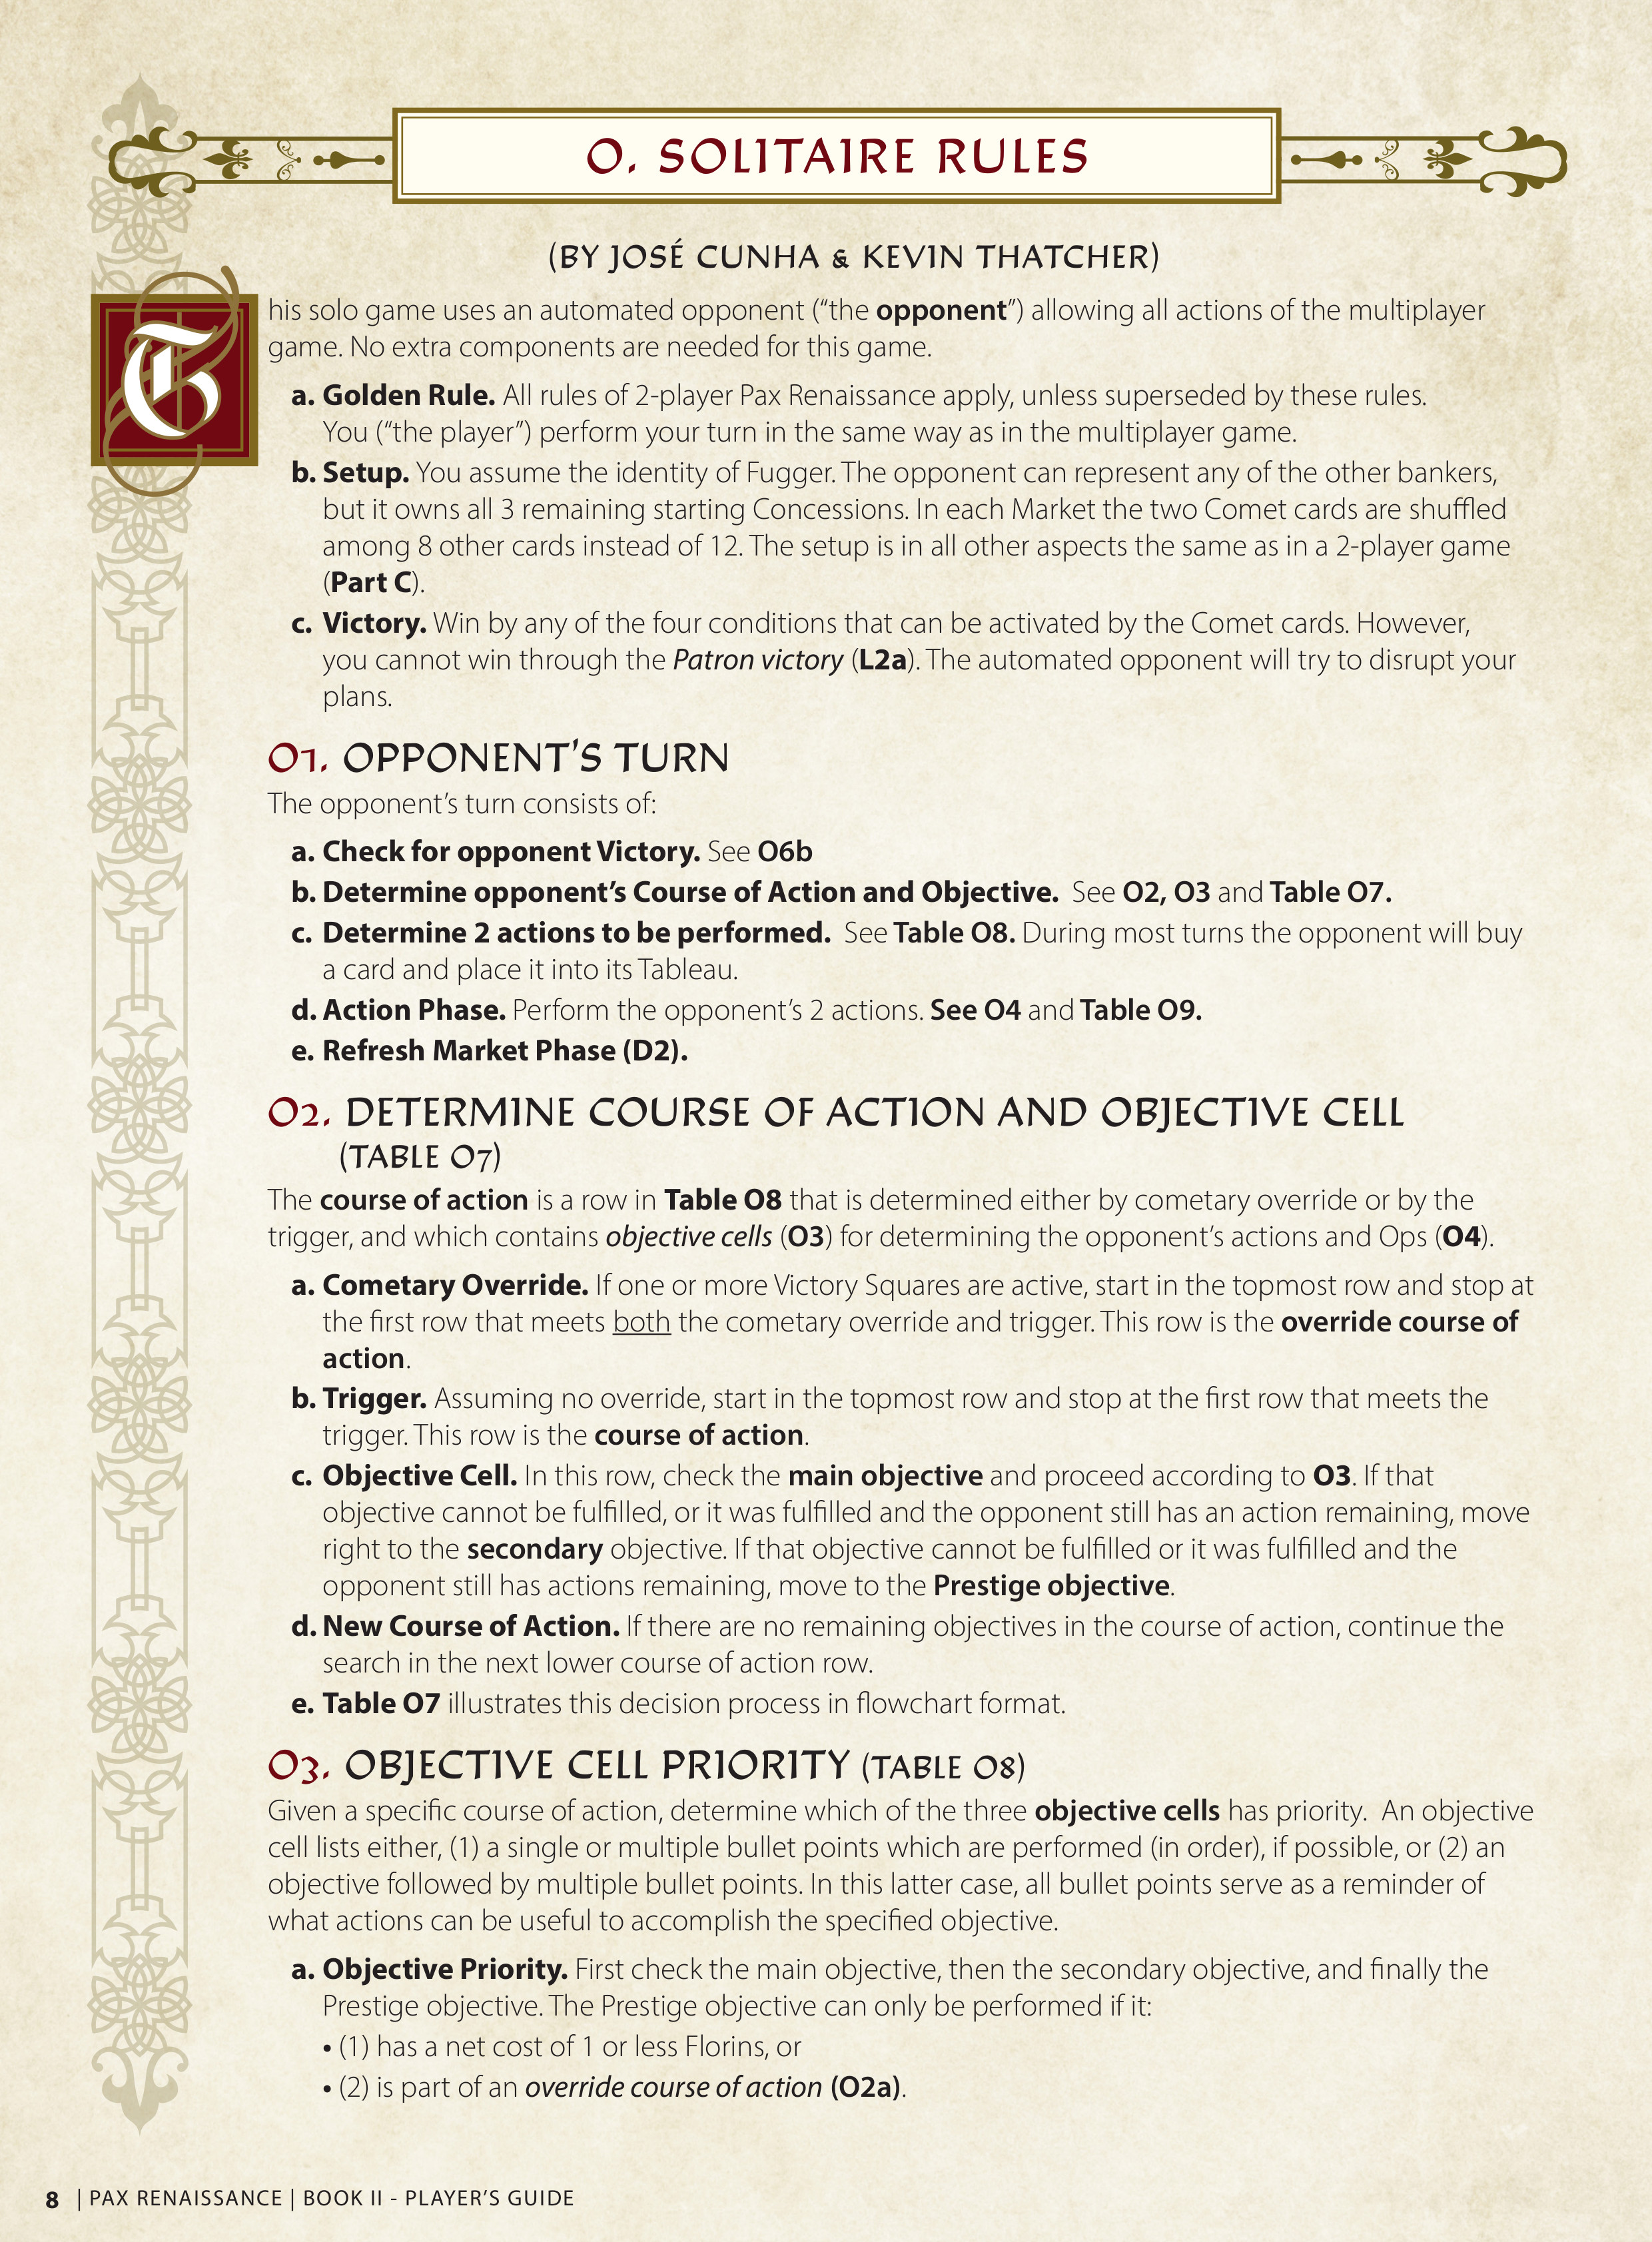 O. SOLITAIRE RULES
(BY JOSÉ CUNHA & KEVIN THATCHER)
This solo game uses an automated opponent (“the opponent”) allowing all actions of the multiplayer
game. No extra components are needed for this game.
a. Golden Rule. All rules of 2-player Pax Renaissance apply, unless superseded by these rules.
You (“the player”) perform your turn in the same way as in the multiplayer game.
b. Setup. You assume the identity of Fugger. The opponent can represent any of the other bankers,
but it owns all 3 remaining starting Concessions. In each Market the two Comet cards are shuffled
among 8 other cards instead of 12. The setup is in all other aspects the same as in a 2-player game
(Part C).
c. Victory. Win by any of the four conditions that can be activated by the Comet cards. However,
you cannot win through the Patron victory (L2a). The automated opponent will try to disrupt your
plans.
O1. OPPONENT’S TURN
The opponent’s turn consists of:
a. Check for opponent Victory. See O6b
b. Determine opponent’s Course of Action and Objective. See O2, O3 and Table O7.
c. Determine 2 actions to be performed. See Table O8. During most turns the opponent will buy
a card and place it into its Tableau.
d. Action Phase. Perform the opponent’s 2 actions. See O4 and Table O9.
e. Refresh Market Phase (D2).
O2. DETERMINE COURSE OF ACTION AND OBJECTIVE CELL
(TABLE O7)
The course of action is a row in Table O8 that is determined either by cometary override or by the
trigger, and which contains objective cells (O3) for determining the opponent’s actions and Ops (O4).
a. Cometary Override. If one or more Victory Squares are active, start in the topmost row and stop at
the first row that meets both the cometary override and trigger. This row is the override course of
action.
b. Trigger. Assuming no override, start in the topmost row and stop at the first row that meets the
trigger. This row is the course of action.
c. Objective Cell. In this row, check the main objective and proceed according to O3. If that
objective cannot be fulfilled, or it was fulfilled and the opponent still has an action remaining, move
right to the secondary objective. If that objective cannot be fulfilled or it was fulfilled and the
opponent still has actions remaining, move to the Prestige objective.
d. New Course of Action. If there are no remaining objectives in the course of action, continue the
search in the next lower course of action row.
e. Table O7 illustrates this decision process in flowchart format.
O3. OBJECTIVE CELL PRIORITY (TABLE O8)
Given a specific course of action, determine which of the three objective cells has priority. An objective
cell lists either, (1) a single or multiple bullet points which are performed (in order), if possible, or (2) an
objective followed by multiple bullet points. In this latter case, all bullet points serve as a reminder of
what actions can be useful to accomplish the specified objective.
a. Objective Priority. First check the main objective, then the secondary objective, and finally the
Prestige objective. The Prestige objective can only be performed if it:
• (1) has a net cost of 1 or less Florins, or
• (2) is part of an override course of action (O2a).
8 | PAX RENAISSANCE | BOOK II - PLAYER’S GUIDE